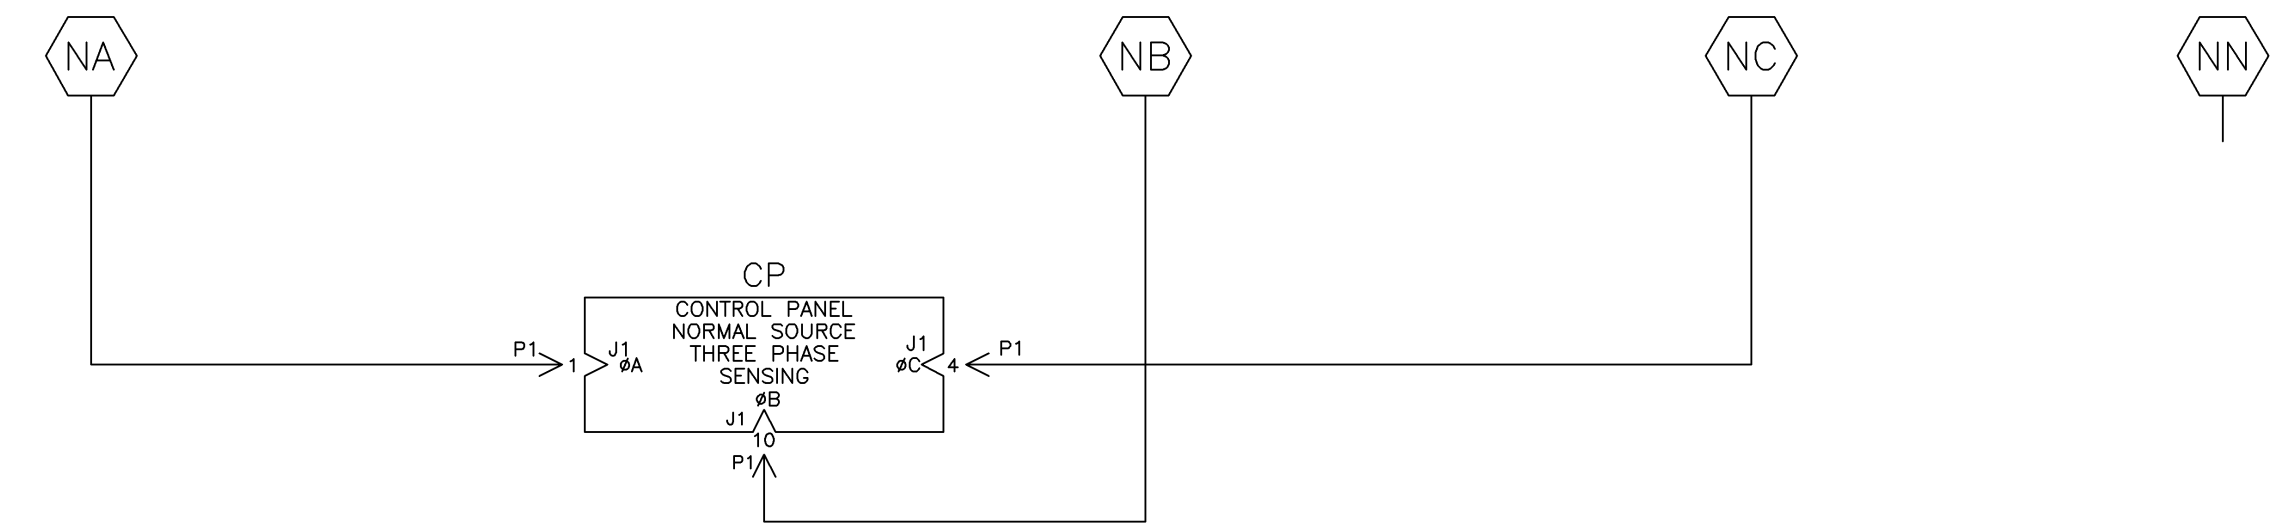 NA
NB
NC
NN
CP
CONTROL PANEL
NORMAL SOURCE
THREE PHASE
SENSING
P1
1
J1
øA
J1
øC
4
P1
øB
J1
10
P1